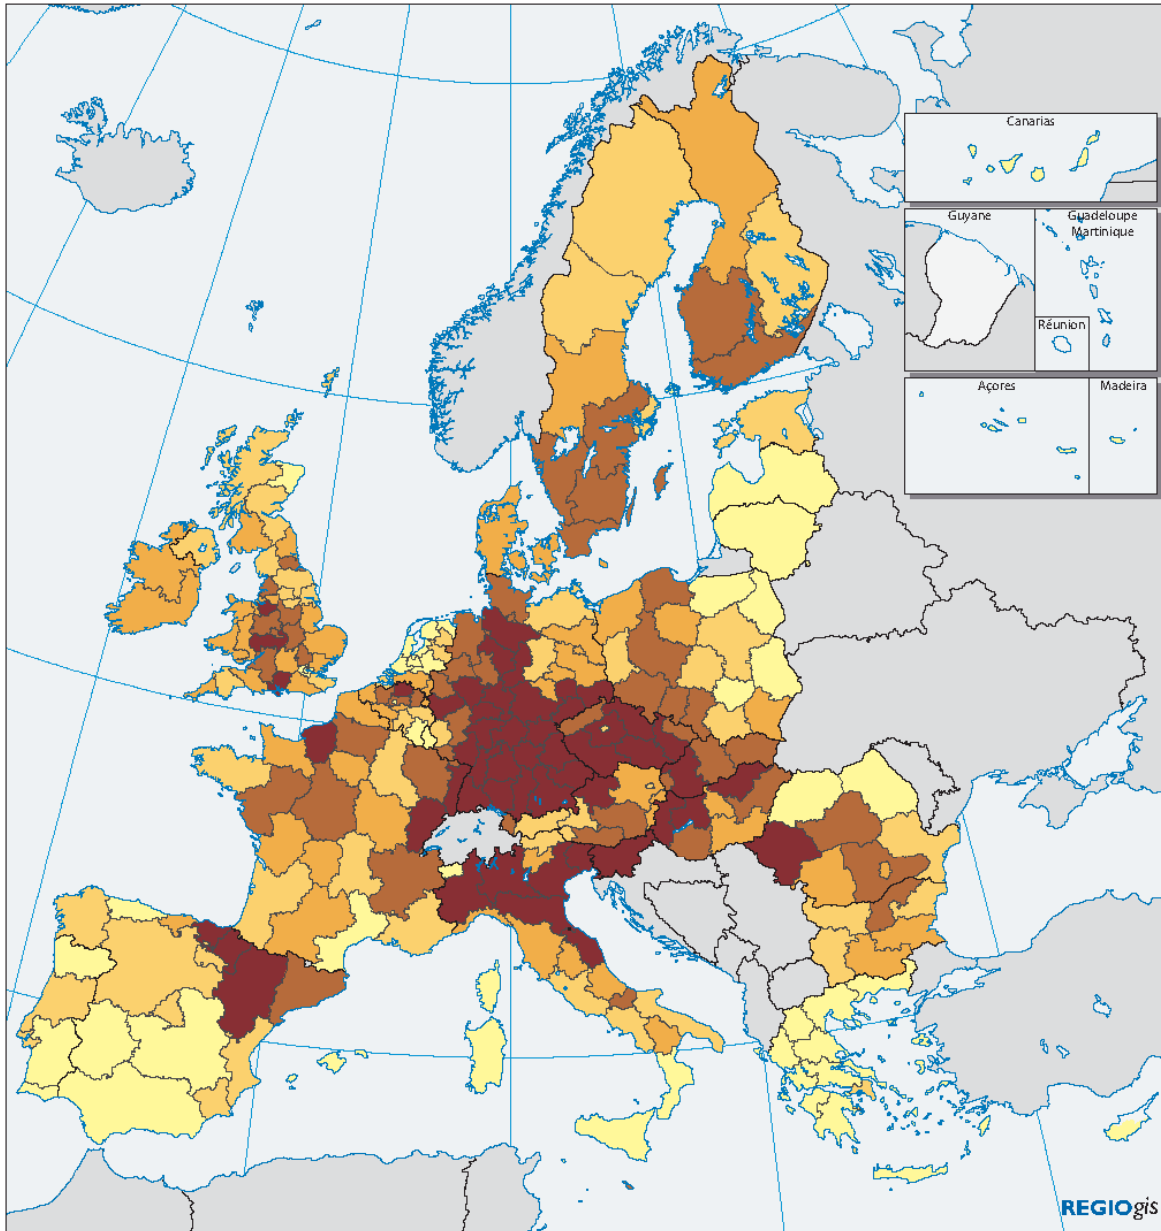 Canarias
Guyane
Guadeloupe
Martinique
Réunion
Açores
Madeira
REGIOgis